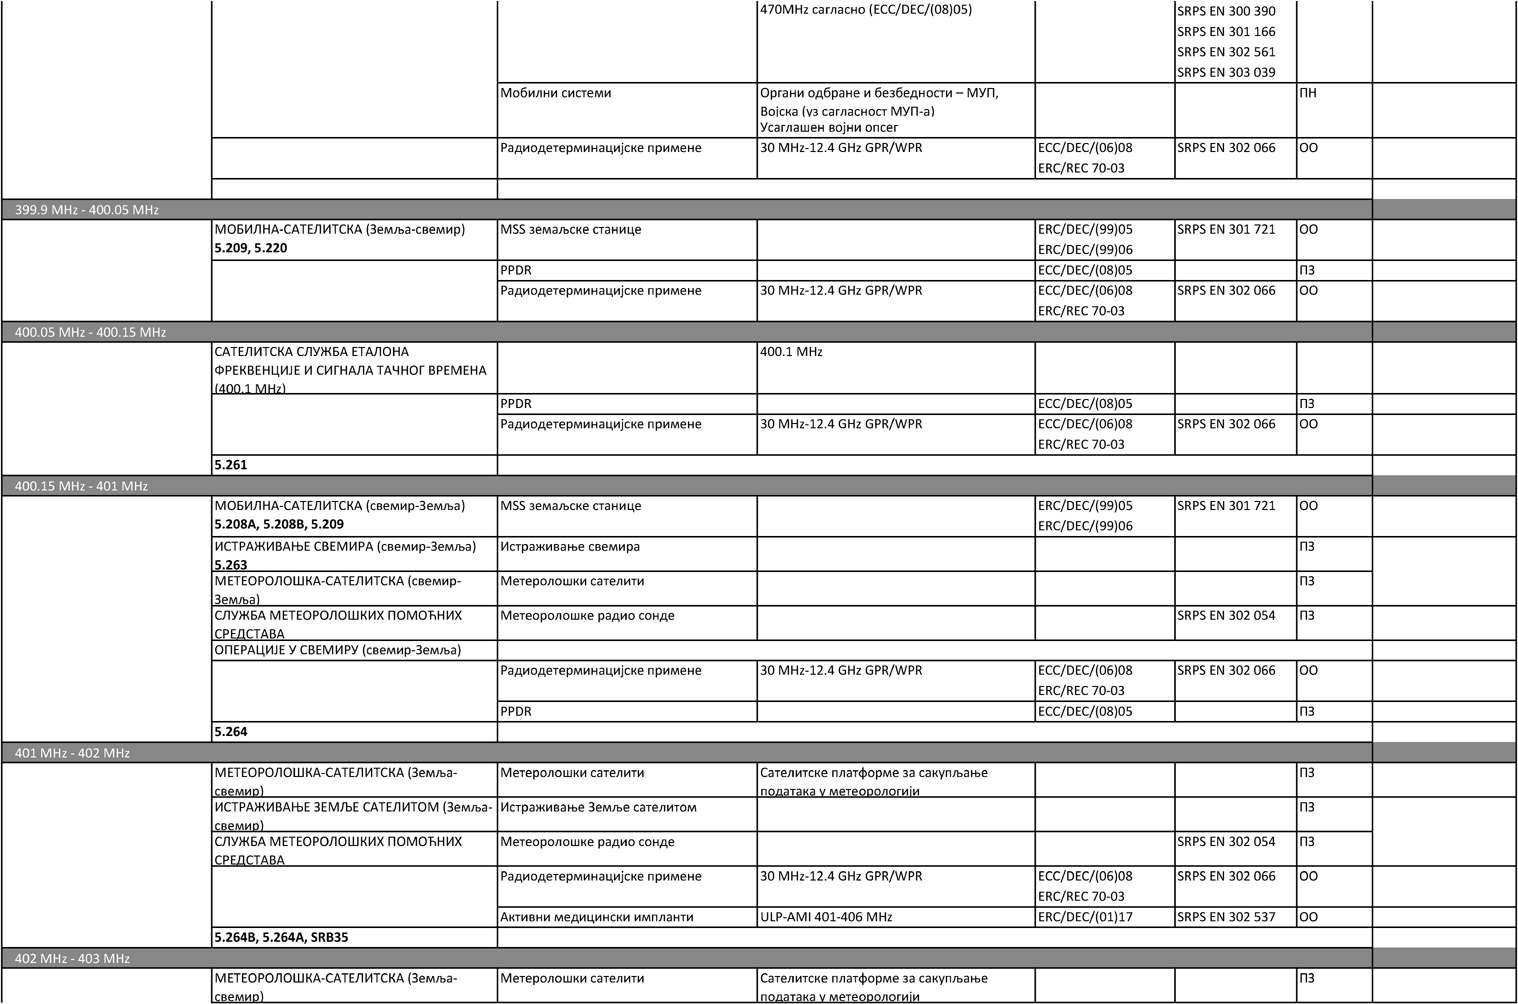 470MHz сагласно (ECC/DEC/(08)05)
SRPS EN 300 390
SRPS EN 301 166
SRPS EN 302 561
SRPS EN 303 039
Мобилни системи
Органи одбране и безбедности – МУП,
Војска (уз сагласност МУП-а)
Усаглашен војни опсег
ПН
Радиодетерминацијске примене
30 MHz-12.4 GHz GPR/WPR
ECC/DEC/(06)08
ERC/REC 70-03
SRPS EN 302 066
ОО
399.9 MHz - 400.05 MHz
МОБИЛНА-САТЕЛИТСКА (Земља-свемир)
5.209, 5.220
MSS земаљске станице
ERC/DEC/(99)05
ERC/DEC/(99)06
SRPS EN 301 721
ОО
PPDR
ECC/DEC/(08)05
ПЗ
Радиодетерминацијске примене
30 MHz-12.4 GHz GPR/WPR
ECC/DEC/(06)08
ERC/REC 70-03
SRPS EN 302 066
ОО
400.05 MHz - 400.15 MHz
САТЕЛИТСКА СЛУЖБА ЕТАЛОНА
ФРЕКВЕНЦИЈЕ И СИГНАЛА ТАЧНОГ ВРЕМЕНА
(400.1 MHz)
400.1 MHz
PPDR
ECC/DEC/(08)05
ПЗ
Радиодетерминацијске примене
30 MHz-12.4 GHz GPR/WPR
ECC/DEC/(06)08
ERC/REC 70-03
SRPS EN 302 066
ОО
5.261
400.15 MHz - 401 MHz
МОБИЛНА-САТЕЛИТСКА (свемир-Земља)
5.208A, 5.208B, 5.209
MSS земаљске станице
ERC/DEC/(99)05
ERC/DEC/(99)06
SRPS EN 301 721
ОО
ИСТРАЖИВАЊЕ СВЕМИРА (свемир-Земља)
5.263
Истраживање свемира
ПЗ
МЕТЕОРОЛОШКА-САТЕЛИТСКА (свемир-
Земља)
Метеролошки сателити
ПЗ
СЛУЖБА МЕТЕОРОЛОШКИХ ПОМОЋНИХ
СРЕДСТАВА
Метеоролошке радио сонде
SRPS EN 302 054
ПЗ
ОПЕРАЦИЈЕ У СВЕМИРУ (свемир-Земља)
Радиодетерминацијске примене
30 MHz-12.4 GHz GPR/WPR
ECC/DEC/(06)08
ERC/REC 70-03
SRPS EN 302 066
ОО
PPDR
ECC/DEC/(08)05
ПЗ
5.264
401 MHz - 402 MHz
МЕТЕОРОЛОШКА-САТЕЛИТСКА (Земља-
свемир)
Метеролошки сателити
Сателитске платформе за сакупљање
података у метеорологији
ПЗ
ИСТРАЖИВАЊЕ ЗЕМЉЕ САТЕЛИТОМ (Земља-
свемир)
Истраживање Земље сателитом
ПЗ
СЛУЖБА МЕТЕОРОЛОШКИХ ПОМОЋНИХ
СРЕДСТАВА
Метеоролошке радио сонде
SRPS EN 302 054
ПЗ
Радиодетерминацијске примене
30 MHz-12.4 GHz GPR/WPR
ECC/DEC/(06)08
ERC/REC 70-03
SRPS EN 302 066
ОО
Активни медицински импланти
ULP-AMI 401-406 MHz
ERC/DEC/(01)17
SRPS EN 302 537
ОО
5.264B, 5.264A, SRB35
402 MHz - 403 MHz
МЕТЕОРОЛОШКА-САТЕЛИТСКА (Земља-
свемир)
Метеролошки сателити
Сателитске платформе за сакупљање
података у метеорологији
ПЗ